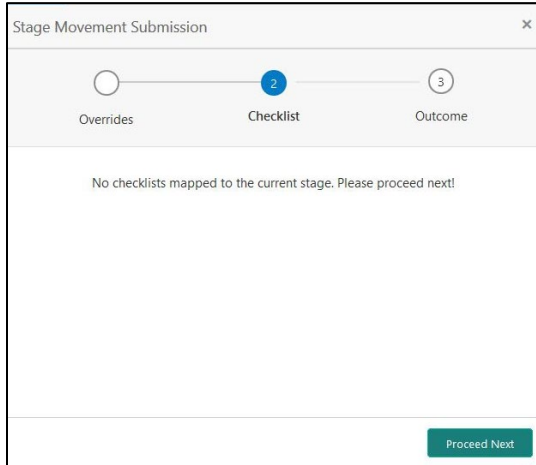 Stage Movement Submission ×
2 3
Overrides Checklist Outcome
No checklists mapped to the current stage. Please proceed next!
Proceed Next